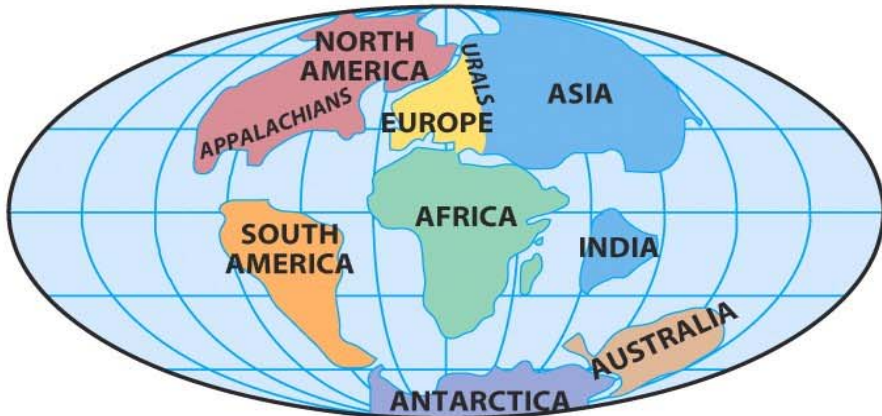 NORTH
AMERICA
URALS
APPALACHIANS
EUROPE
ASIA
SOUTH
AMERICA
AFRICA
INDIA
AUSTRALIA
ANTARCTICA